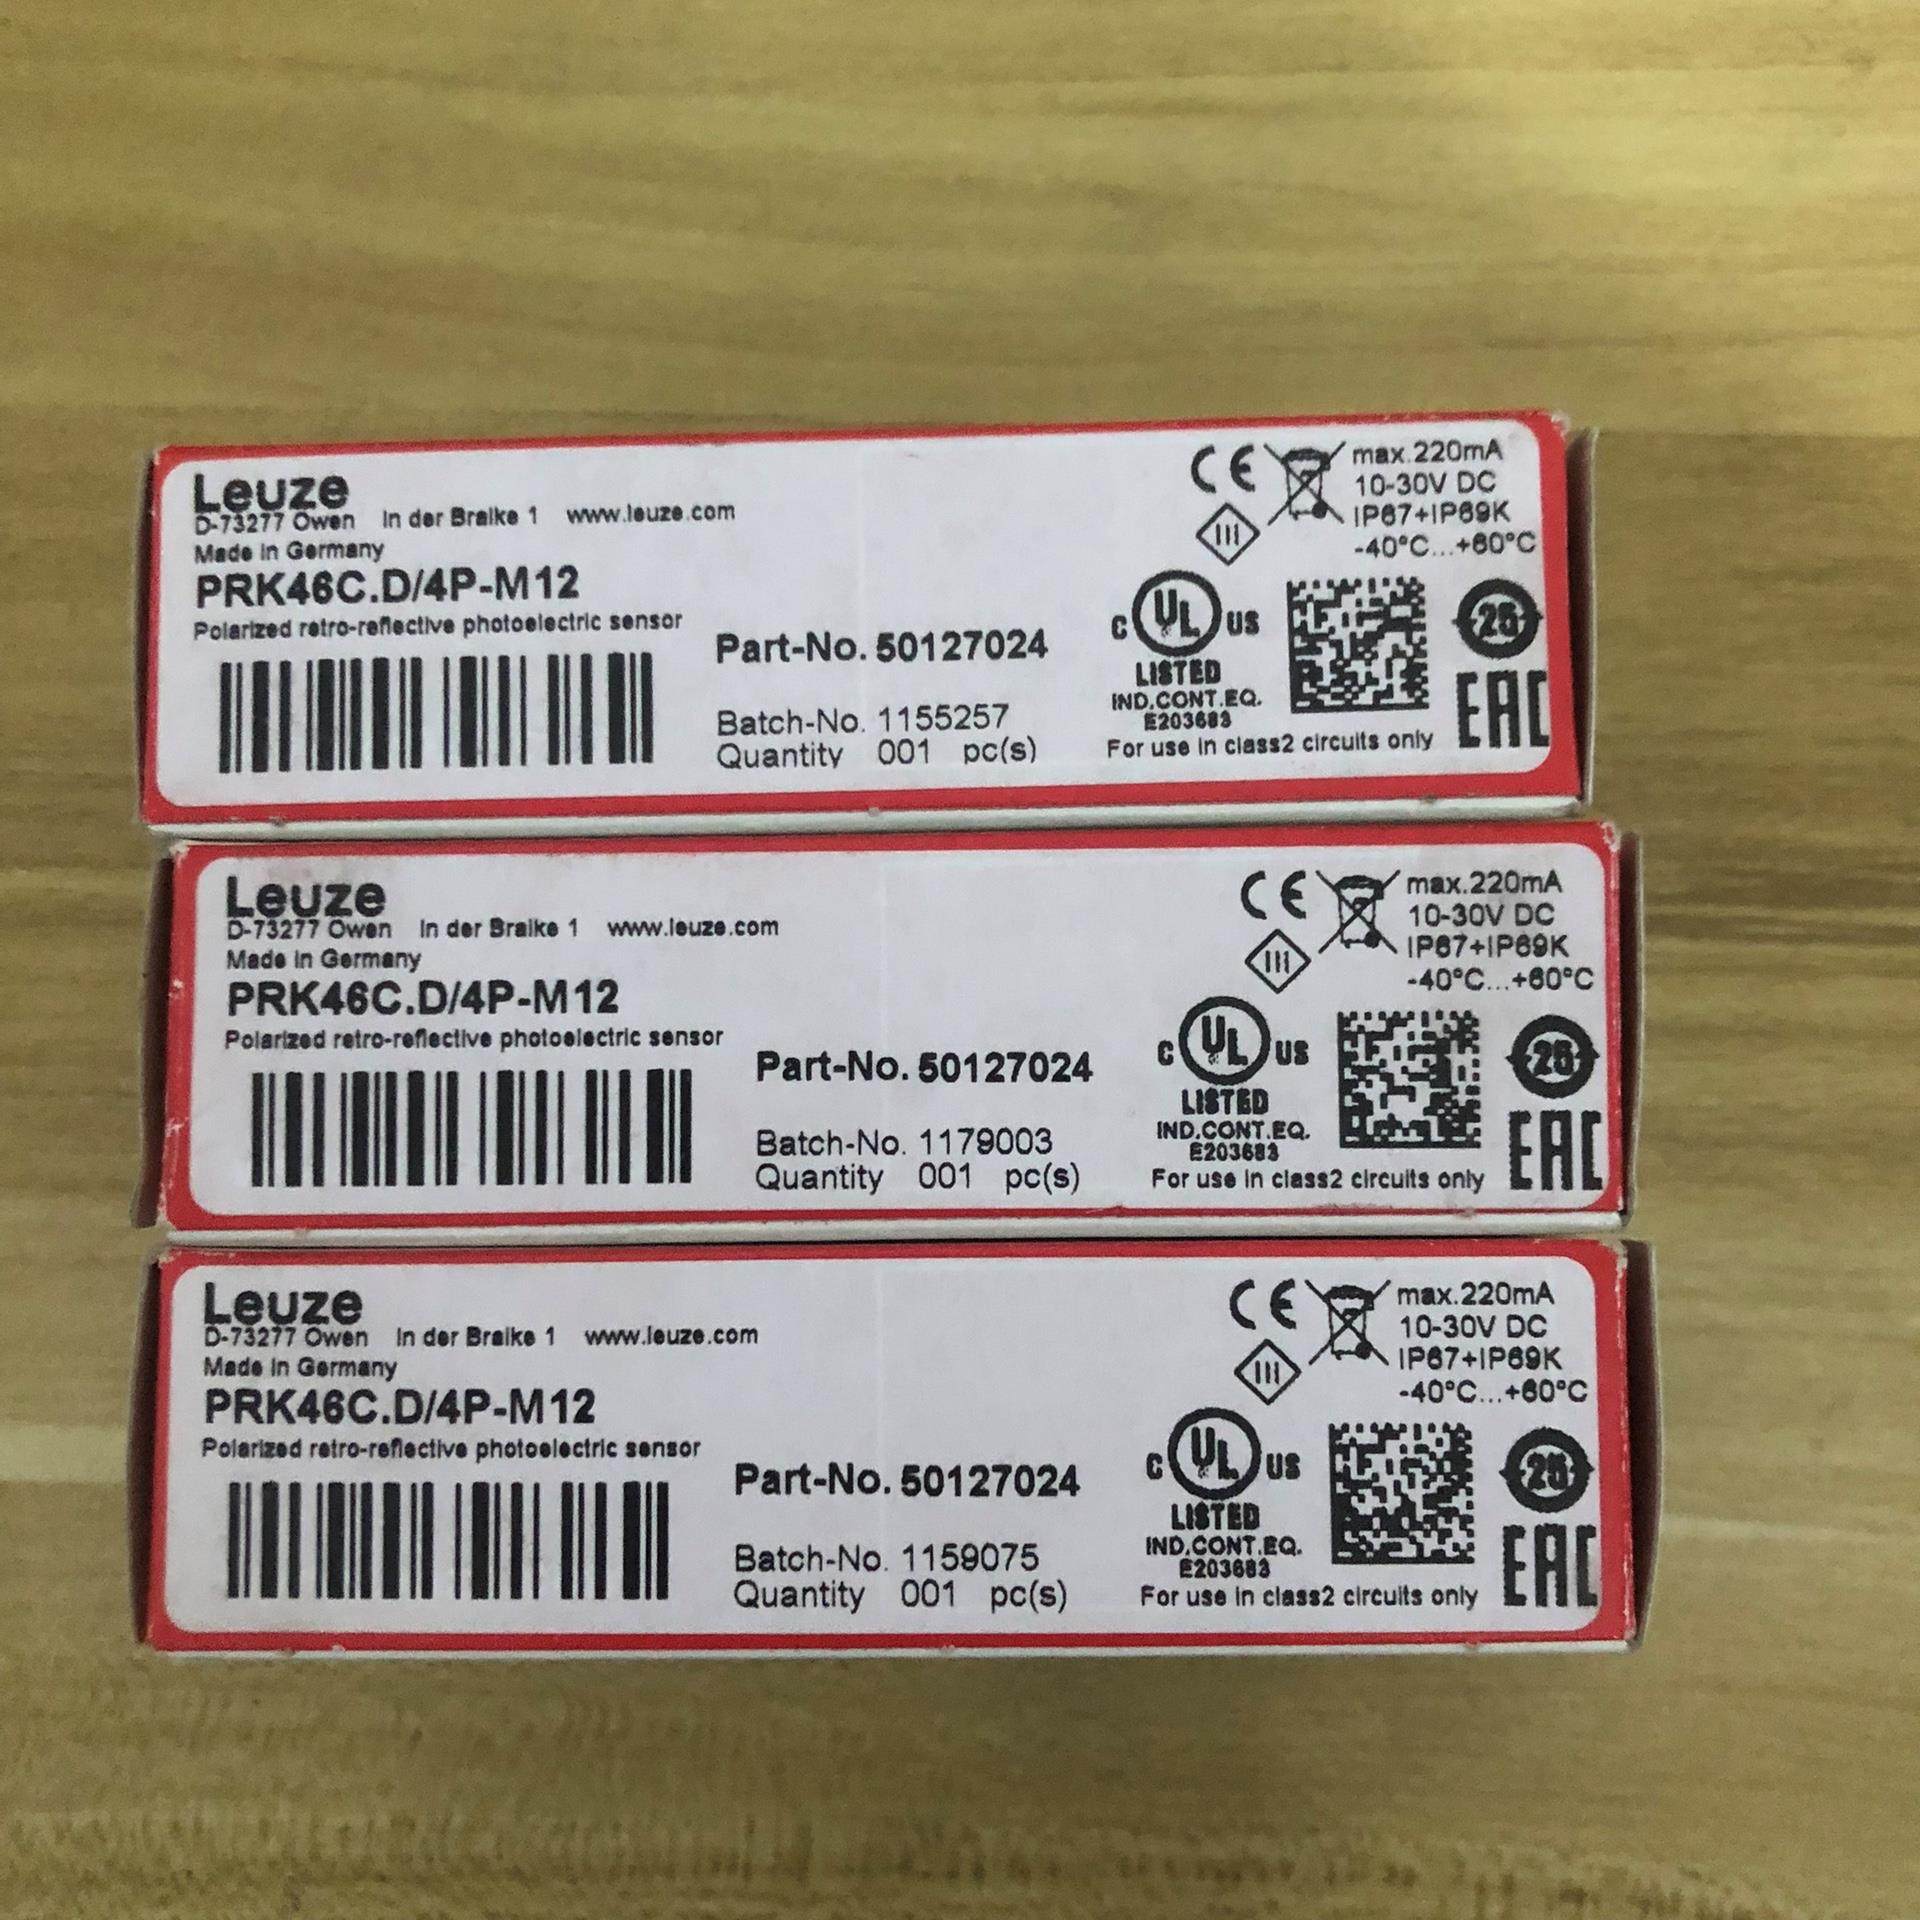 Leuze
D-73277 Owen In der Braike 1 www.leuze.com
Made in Germany
PRK46C.D/4P-M12
Polarized retro-reflective photoelectric sensor
Part-No. 50127024
Batch-No. 1155257
Quantity 001 pc(s)
CE
max.220mA
10-30V DC
IP67+IP69K
-40°C...+60°C
III
C UL US
LISTED
IND.CONT.EQ.
E203683
For use in class2 circuits only
25
EAC
Leuze
D-73277 Owen In der Braike 1 www.leuze.com
Made in Germany
PRK46C.D/4P-M12
Polarized retro-reflective photoelectric sensor
Part-No. 50127024
Batch-No. 1179003
Quantity 001 pc(s)
CE
max.220mA
10-30V DC
IP67+IP69K
-40°C...+60°C
III
C UL US
LISTED
IND.CONT.EQ.
E203683
For use in class2 circuits only
25
EAC
Leuze
D-73277 Owen In der Braike 1 www.leuze.com
Made in Germany
PRK46C.D/4P-M12
Polarized retro-reflective photoelectric sensor
Part-No. 50127024
Batch-No. 1159075
Quantity 001 pc(s)
CE
max.220mA
10-30V DC
IP67+IP69K
-40°C...+60°C
III
C UL US
LISTED
IND.CONT.EQ.
E203683
For use in class2 circuits only
25
EAC